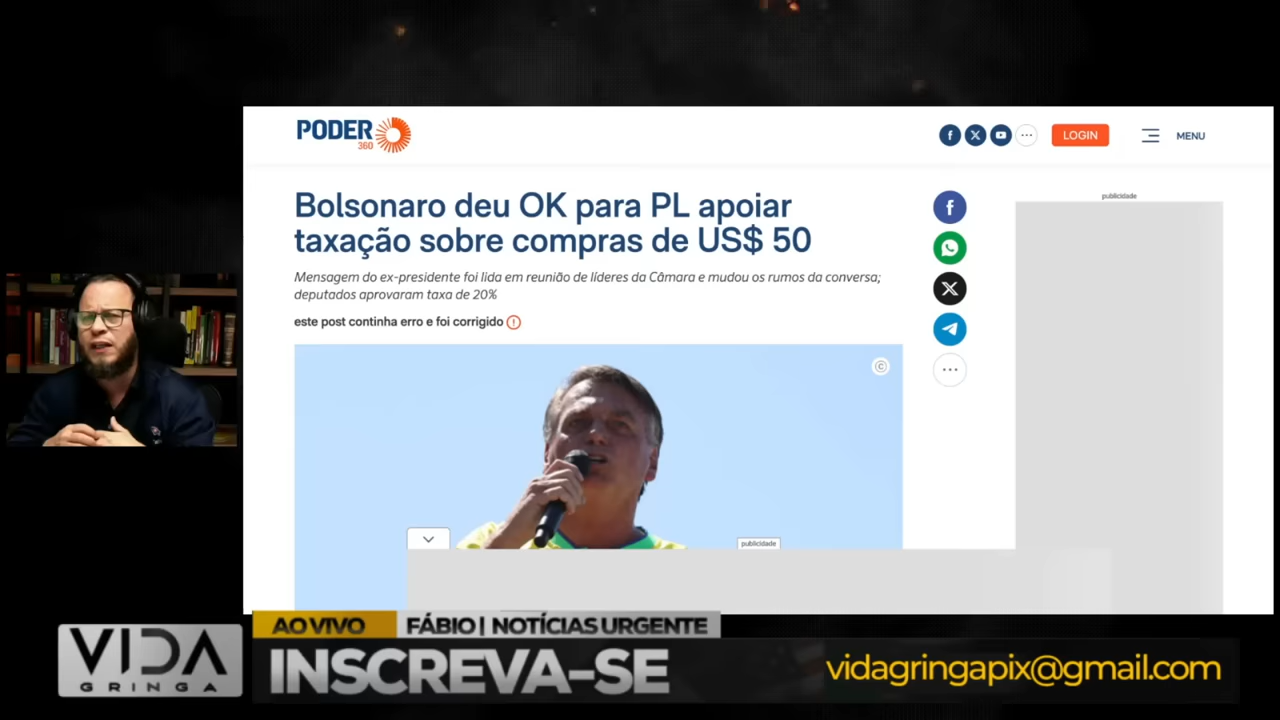 PODER
360
LOGIN
MENU
Bolsonaro deu OK para PL apoiar
taxação sobre compras de US$ 50
Mensagem do ex-presidente foi lida em reunião de líderes da Câmara e mudou os rumos da conversa;
deputados aprovaram taxa de 20%
este post continha erro e foi corrigido
publicidade
publicidade
AO VIVO
FÁBIO | NOTÍCIAS URGENTE
VIDA
GRINGA
INSCREVA-SE
vidagringapix@gmail.com